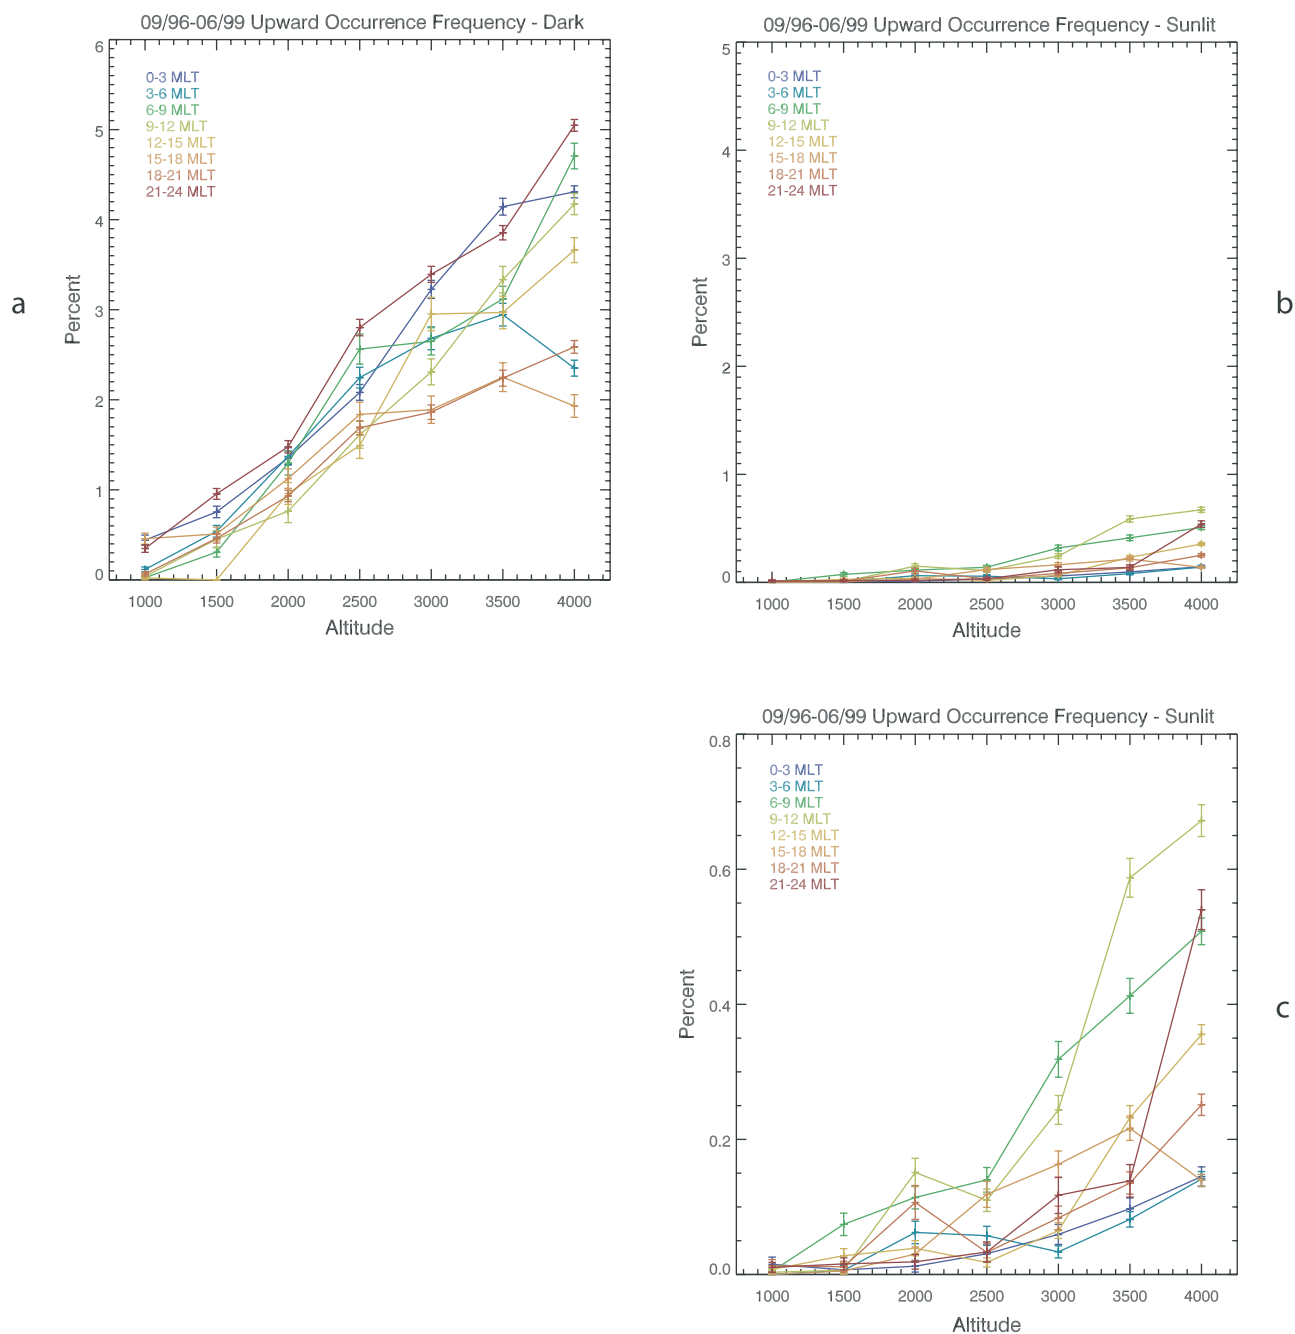 09/96-06/99 Upward Occurrence Frequency - Dark
6
5
4
3
2
1
0
Percent
0-3 MLT
3-6 MLT
6-9 MLT
9-12 MLT
12-15 MLT
15-18 MLT
18-21 MLT
21-24 MLT
1000 1500 2000 2500 3000 3500 4000
Altitude
a
09/96-06/99 Upward Occurrence Frequency - Sunlit
5
4
3
2
1
0
Percent
0-3 MLT
3-6 MLT
6-9 MLT
9-12 MLT
12-15 MLT
15-18 MLT
18-21 MLT
21-24 MLT
1000 1500 2000 2500 3000 3500 4000
Altitude
b
09/96-06/99 Upward Occurrence Frequency - Sunlit
0.8
0.6
0.4
0.2
0.0
Percent
0-3 MLT
3-6 MLT
6-9 MLT
9-12 MLT
12-15 MLT
15-18 MLT
18-21 MLT
21-24 MLT
1000 1500 2000 2500 3000 3500 4000
Altitude
c